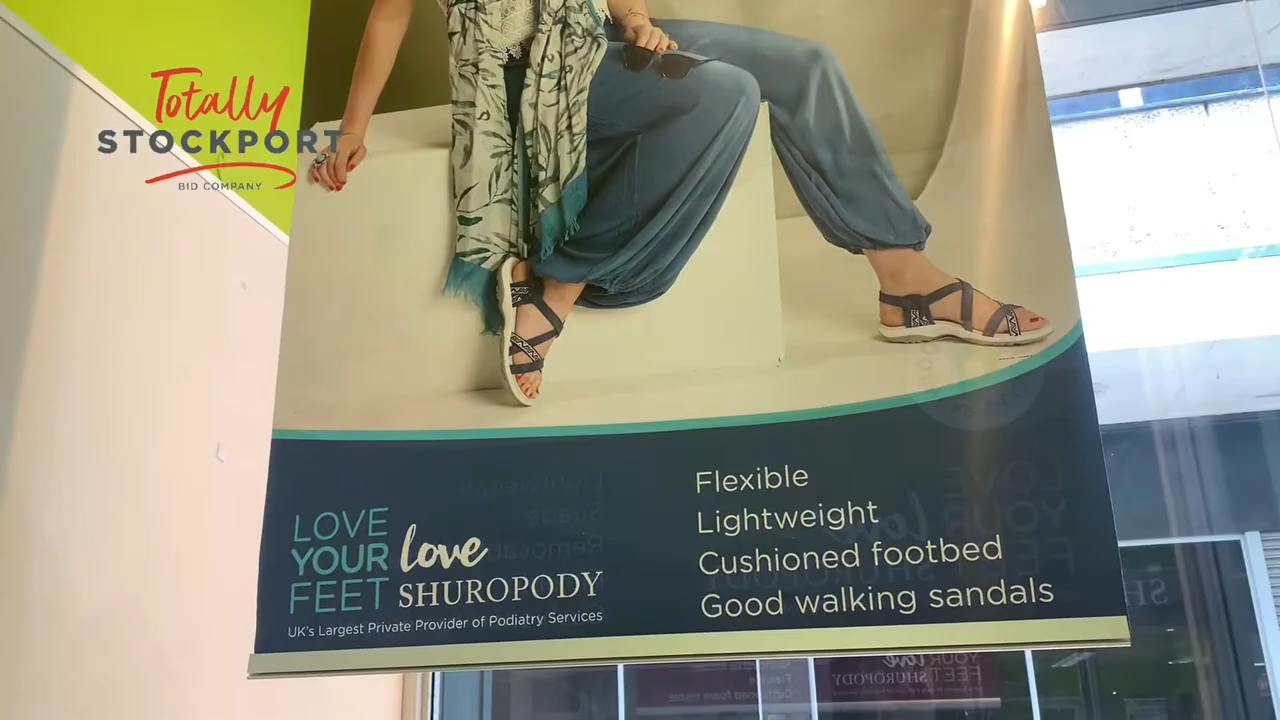 Totally
STOCKPORT
BID COMPANY
LOVE
YOUR love
FEET SHUROPODY
UK's Largest Private Provider of Podiatry Services
Flexible
Lightweight
Cushioned footbed
Good walking sandals